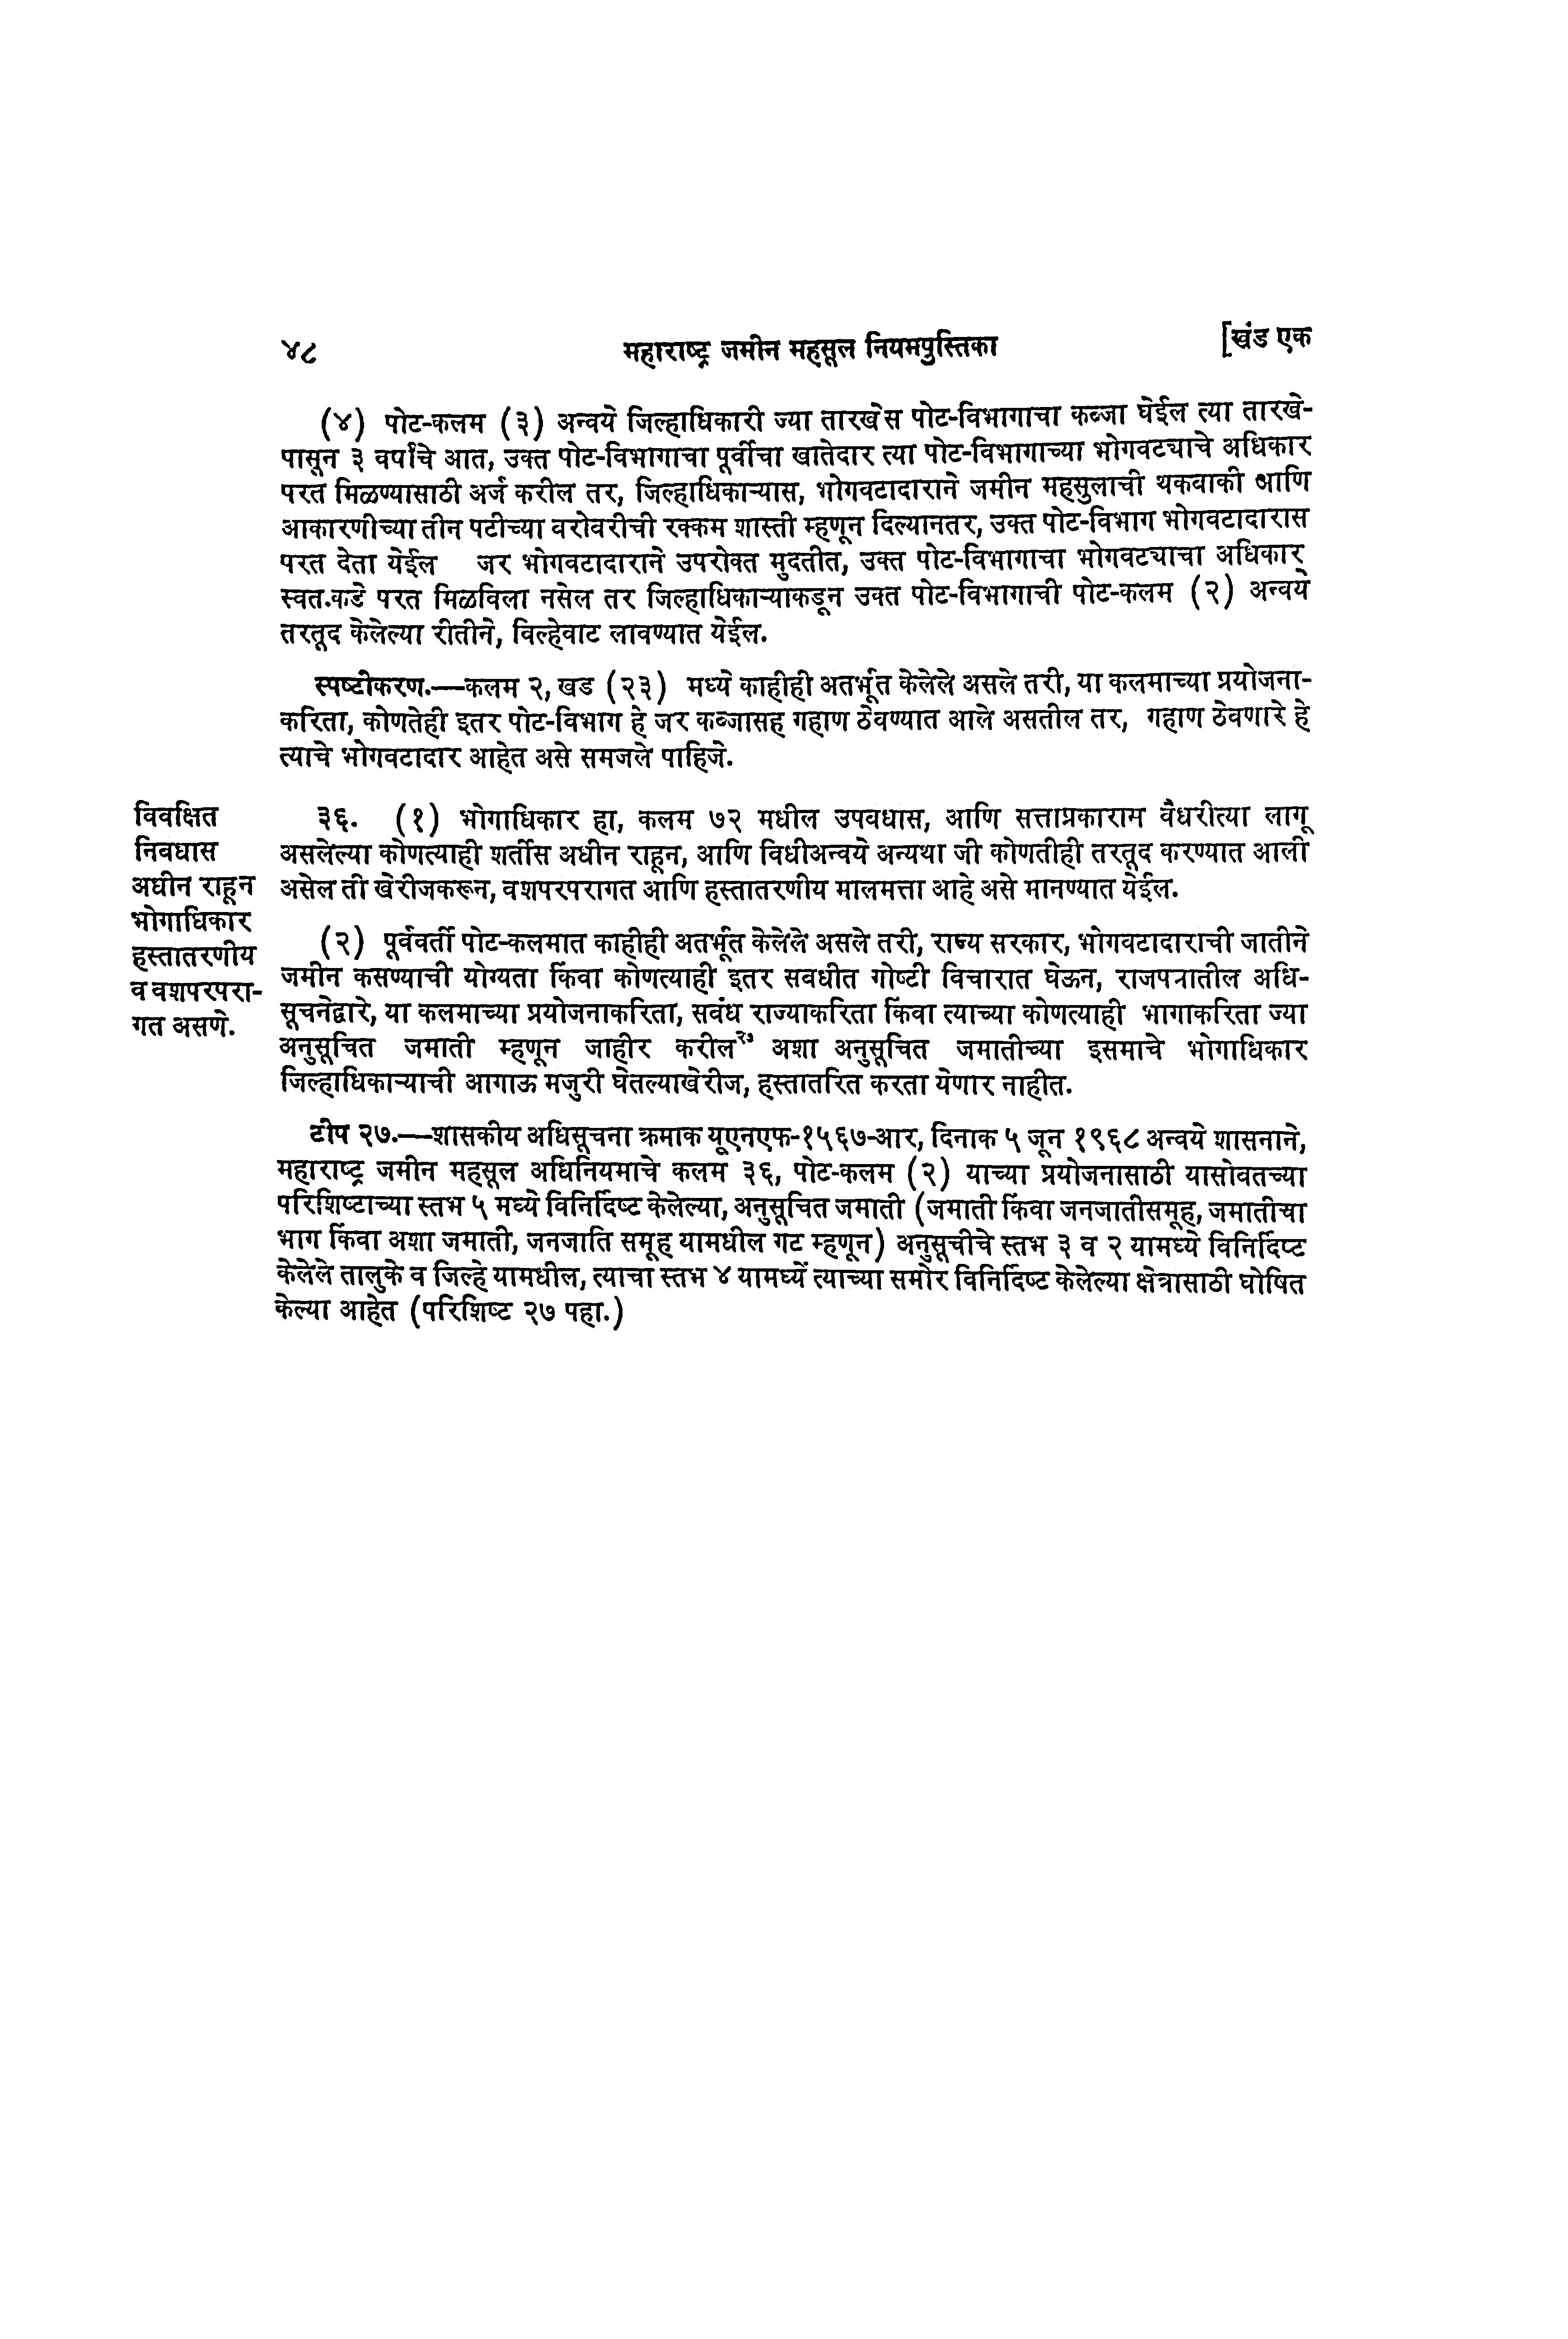 ४८ महाराष्ट्र जमीन महसूल नियमपुस्तिका [खंड एक
(४) पोट-कलम (३) अन्वये जिल्हाधिकारी ज्या तारखेस पोट-विभागाचा कब्जा घेईल त्या तारखे-
पासून ३ वर्षांचे आत, उक्त पोट-विभागाचा पूर्वीचा खातेदार त्या पोट-विभागाच्या भोगवट्याचे अधिकार
परत मिळण्यासाठी अर्ज करील तर, जिल्हाधिकाऱ्यास, भोगवटादाराने जमीन महसुलाची थकवाकी आणि
आकारणीच्या तीन पटीच्या वरोवरीची रक्कम शास्ती म्हणून दिल्यानतर, उक्त पोट-विभाग भोगवटादारास
परत देता येईल जर भोगवटादाराने उपरोक्त मुदतीत, उक्त पोट-विभागाचा भोगवट्याचा अधिकार
स्वत.कडे परत मिळविला नसेल तर जिल्हाधिकाऱ्याकडून उक्त पोट-विभागाची पोट-कलम (२) अन्वये
तरतूद केलेल्या रीतीने, विल्हेवाट लावण्यात येईल.
स्पष्टीकरण.—कलम २, खड (२३) मध्ये काहीही अतर्भूत केलेले असले तरी, या कलमाच्या प्रयोजना-
करिता, कोणतेही इतर पोट-विभाग हे जर कब्जासह गहाण ठेवण्यात आले असतील तर, गहाण ठेवणारे हे
त्याचे भोगवटादार आहेत असे समजले पाहिजे.
विवक्षित
निवधास
अधीन राहून
भोगाधिकार
हस्तातरणीय
व वशपरपरा-
गत असणे.
३६. (१) भोगाधिकार हा, कलम ७२ मधील उपवधास, आणि सत्ताप्रकाराम वैधरीत्या लागू
असलेल्या कोणत्याही शर्तीस अधीन राहून, आणि विधीअन्वये अन्यथा जी कोणतीही तरतूद करण्यात आली
असेल ती खेरीजकरून, वशपरपरागत आणि हस्तातरणीय मालमत्ता आहे असे मानण्यात येईल.
(२) पूर्ववर्ती पोट-कलमात काहीही अतर्भूत केलेले असले तरी, राज्य सरकार, भोगवटादाराची जातीने
जमीन कसण्याची योग्यता किंवा कोणत्याही इतर सवधीत गोष्टी विचारात घेऊन, राजपत्रातील अधि-
सूचनेद्वारे, या कलमाच्या प्रयोजनाकरिता, सवंध राज्याकरिता किंवा त्याच्या कोणत्याही भागाकरिता ज्या
अनुसूचित जमाती म्हणून जाहीर करील२७ अशा अनुसूचित जमातीच्या इसमाचे भोगाधिकार
जिल्हाधिकाऱ्याची आगाऊ मजुरी घेतल्याखेरीज, हस्तातरित करता येणार नाहीत.
टीप २७.—शासकीय अधिसूचना क्रमाक यूएनएफ-१५६७-आर, दिनाक ५ जून १९६८ अन्वये शासनाने,
महाराष्ट्र जमीन महसूल अधिनियमाचे कलम ३६, पोट-कलम (२) याच्या प्रयोजनासाठी यासोवतच्या
परिशिष्टाच्या स्तभ ५ मध्ये विनिर्दिष्ट केलेल्या, अनुसूचित जमाती (जमाती किंवा जनजातीसमूह, जमातीचा
भाग किंवा अशा जमाती, जनजाति समूह यामधील गट म्हणून) अनुसूचीचे स्तभ ३ व २ यामध्ये विनिर्दिष्ट
केलेले तालुके व जिल्हे यामधील, त्याचा स्तभ ४ यामध्यें त्याच्या समोर विनिर्दिष्ट केलेल्या क्षेत्रासाठी घोषित
केल्या आहेत (परिशिष्ट २७ पहा.)